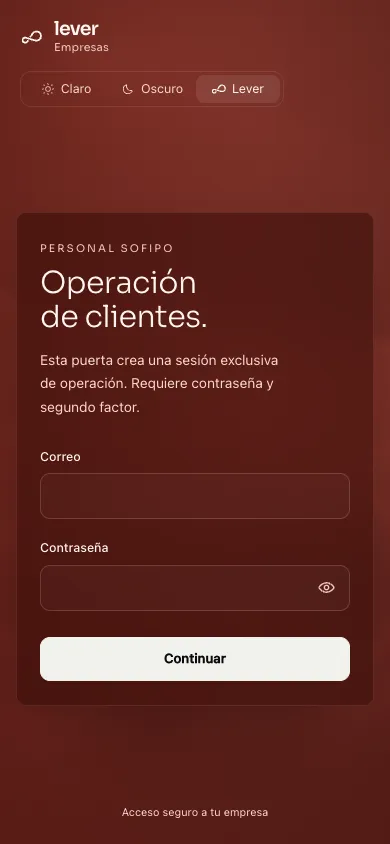 lever
Empresas
Claro Oscuro Lever
PERSONAL SOFIPO
Operación
de clientes.
Esta puerta crea una sesión exclusiva
de operación. Requiere contraseña y
segundo factor.
Correo
Contraseña
Continuar
Acceso seguro a tu empresa